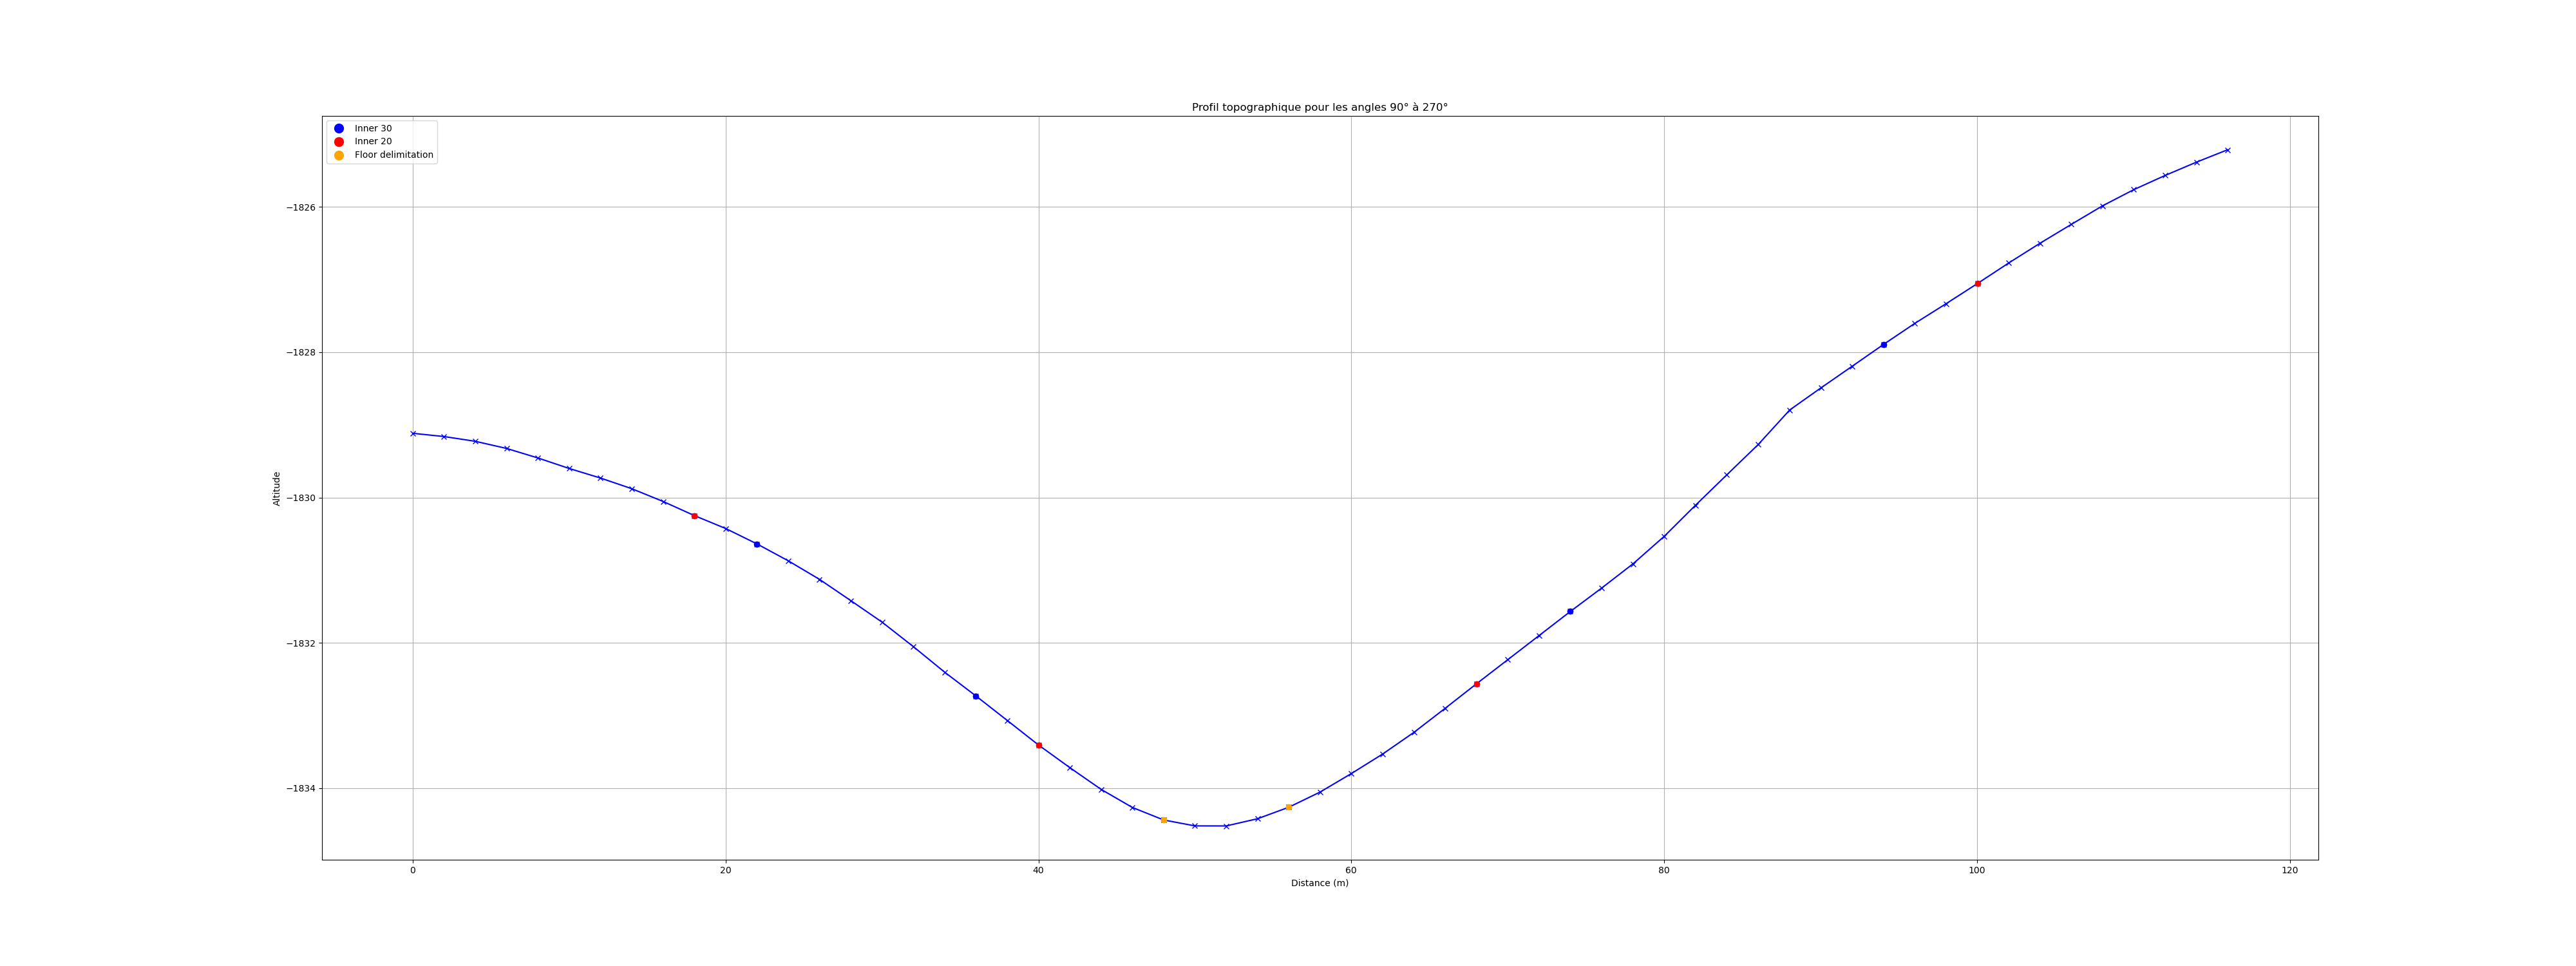 Profil topographique pour les angles 90° à 270°
Inner 30
Inner 20
Floor delimitation
−1826
−1828
−1830
−1832
−1834
Altitude
0 20 40 60 80 100 120
Distance (m)